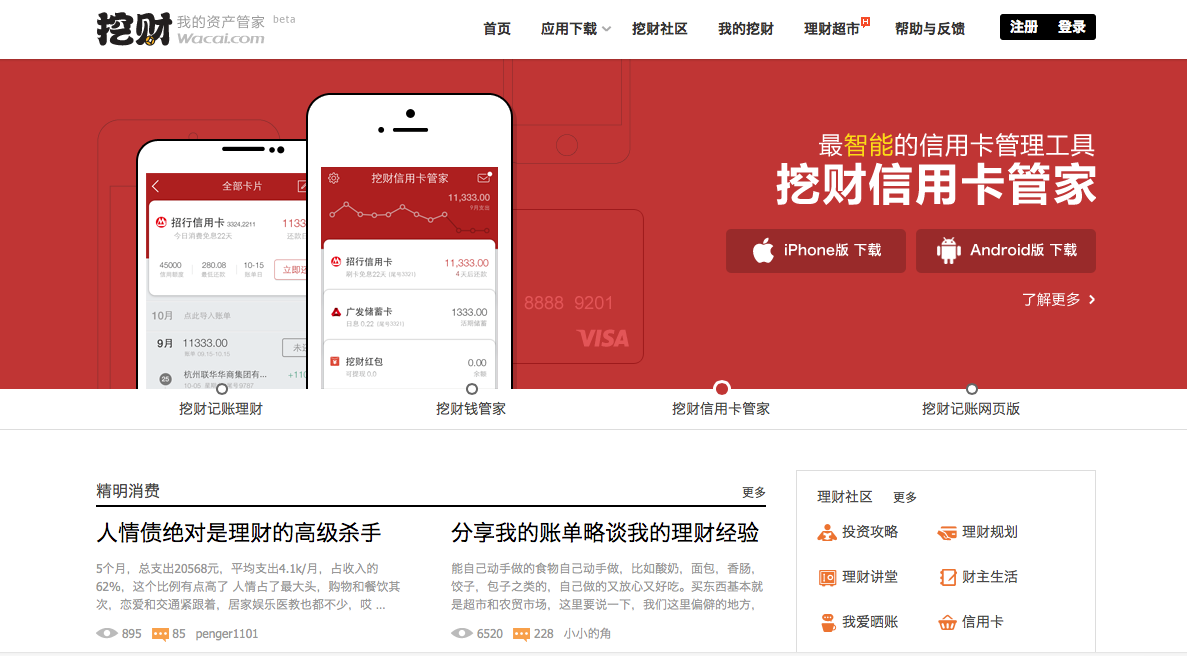 挖财 我的资产管家 beta
Wacai.com
首页 应用下载 挖财社区 我的挖财 理财超市 H 帮助与反馈 注册 登录
最智能的信用卡管理工具
挖财信用卡管家
iPhone版 下载 Android版 下载
了解更多
全部卡片
招行信用卡 3324,2211 1133
今日消费免息22天 还款日
45000 280.08 10-15
信用额度 最低还款 账单日
立即还
10月 点此导入账单
9月 11333.00
账单 09.15-10.15
未
25 杭州联华华商集团有... +110
挖财信用卡管家
11,333.00
9月支出
招行信用卡 11,333.00
刷卡免息22天 (尾号3321) 4天后还款
广发储蓄卡 1333.00
日息 0.22 (尾号3321) 活期储蓄
挖财红包 0.00
可提现 0.0 余额
8888 9201
VISA
挖财记账理财 挖财钱管家 挖财信用卡管家 挖财记账网页版
精明消费 更多
人情债绝对是理财的高级杀手
5个月，总支出20568元，平均支出4.1k/月，占收入的
62%，这个比例有点高了 人情占了最大头，购物和餐饮其
次，恋爱和交通紧跟着，居家娱乐医教也都不少，哎 ...
895 85 penger1101
分享我的账单略谈我的理财经验
能自己动手做的食物自己动手做，比如酸奶，面包，香肠，
饺子，包子之类的，自己做的又放心又好吃。买东西基本就
是超市和农贸市场，这里要说一下，我们这里偏僻的地方，
6520 228 小小的角
理财社区 更多
投资攻略 理财规划
理财讲堂 财主生活
我爱晒账 信用卡